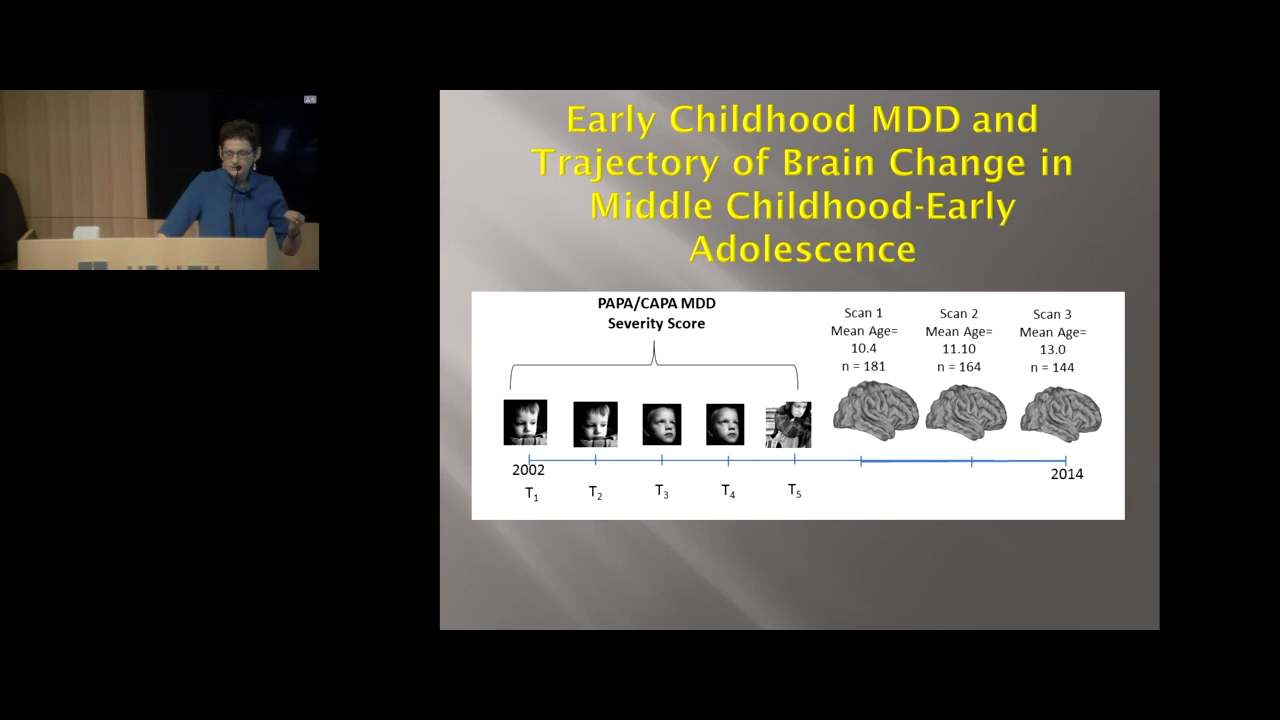 Early Childhood MDD and
Trajectory of Brain Change in
Middle Childhood-Early
Adolescence
PAPA/CAPA MDD
Severity Score
Scan 1
Mean Age=
10.4
n = 181
Scan 2
Mean Age=
11.10
n = 164
Scan 3
Mean Age=
13.0
n = 144
2002
2014
T1
T2
T3
T4
T5